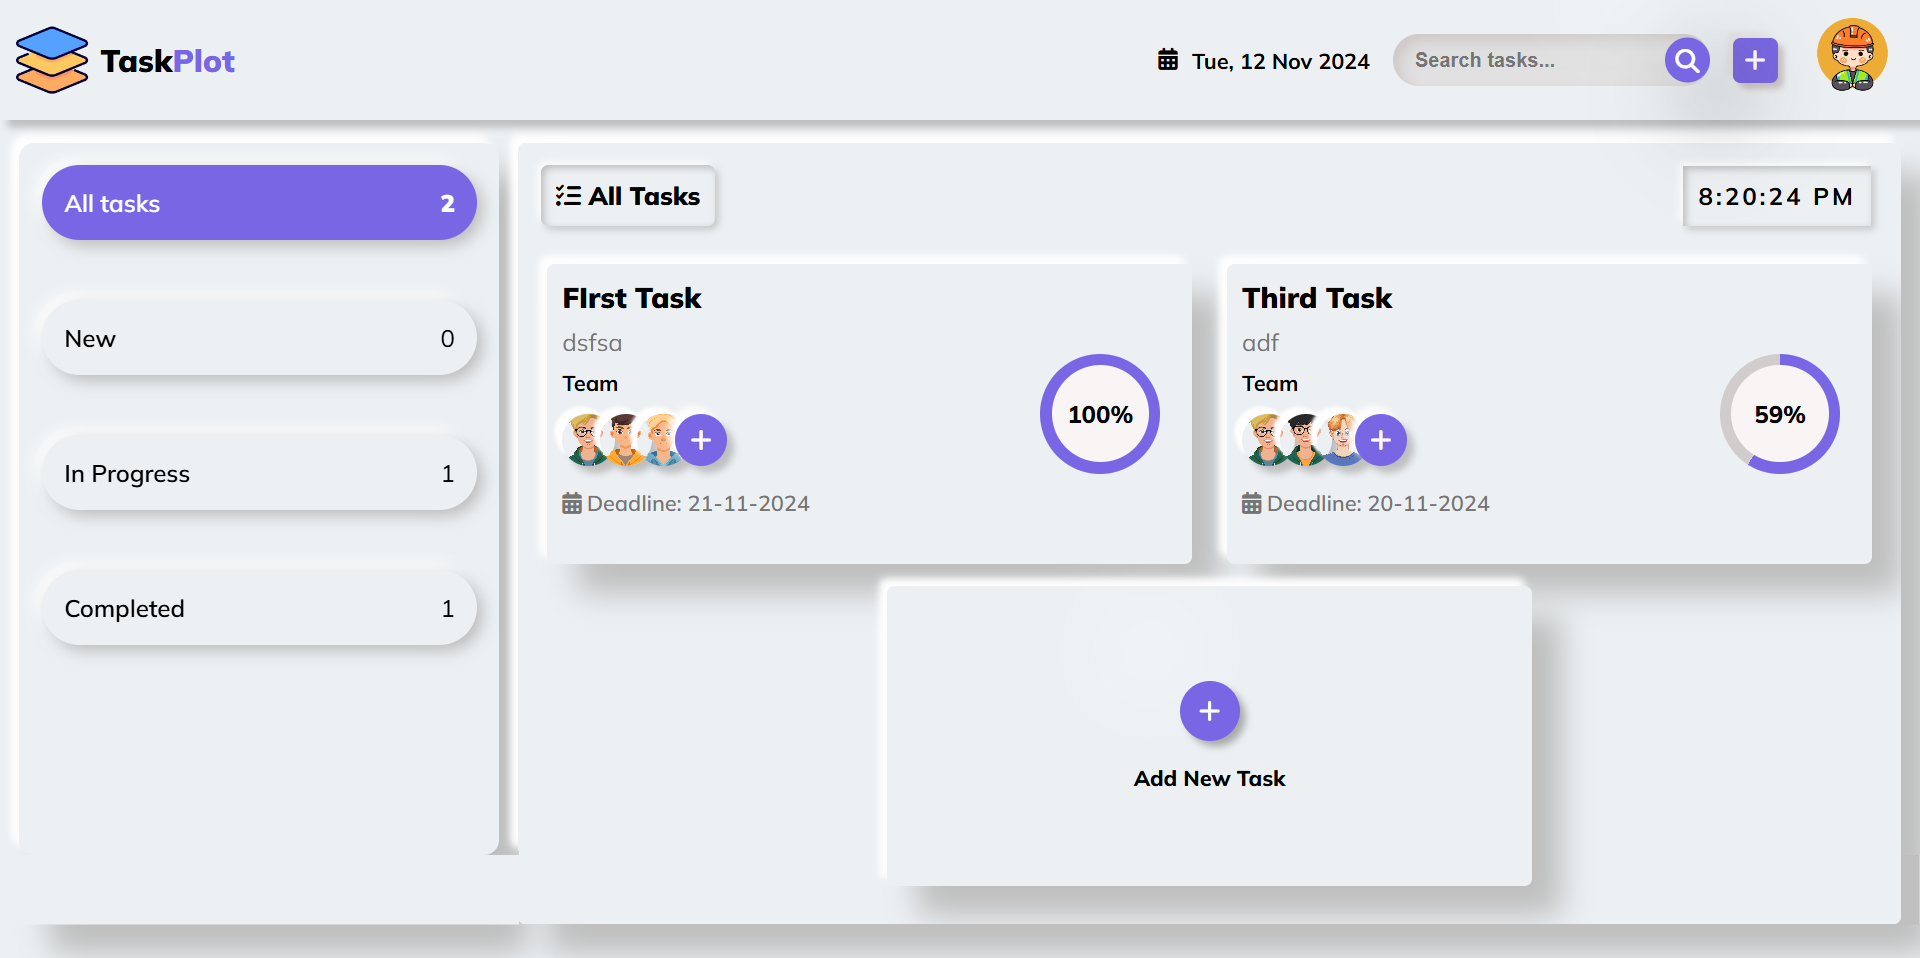 TaskPlot
Tue, 12 Nov 2024
Search tasks...
All tasks 2
New 0
In Progress 1
Completed 1
All Tasks
8:20:24 PM
FIrst Task
dsfsa
Team
100%
Deadline: 21-11-2024
Third Task
adf
Team
59%
Deadline: 20-11-2024
Add New Task